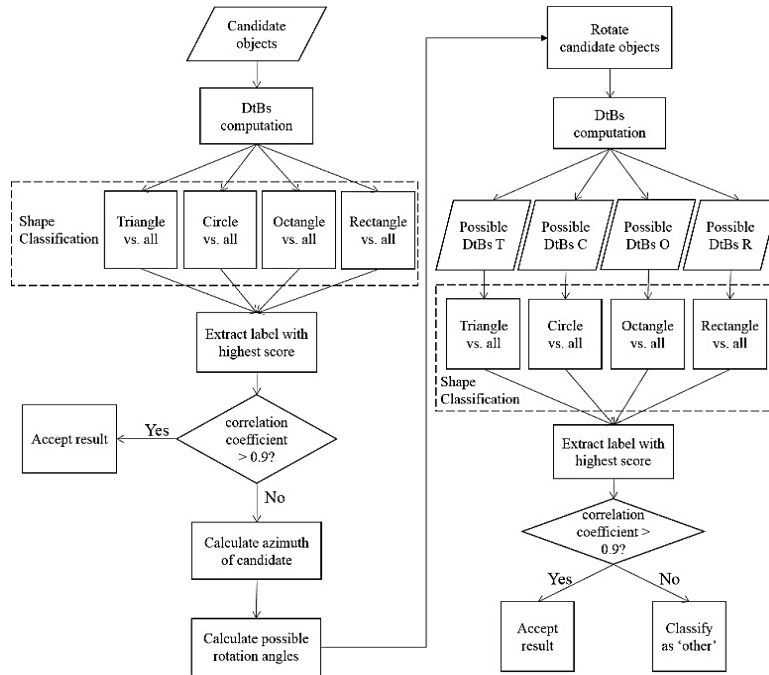 Candidate
objects
DtBs
computation
Shape
Classification
Triangle
vs. all
Circle
vs. all
Octangle
vs. all
Rectangle
vs. all
Extract label with
highest score
correlation
coefficient
> 0.9?
Yes
Accept result
No
Calculate azimuth
of candidate
Calculate possible
rotation angles
Rotate
candidate objects
DtBs
computation
Possible
DtBs T
Possible
DtBs C
Possible
DtBs O
Possible
DtBs R
Triangle
vs. all
Circle
vs. all
Octangle
vs. all
Rectangle
vs. all
Shape
Classification
Extract label with
highest score
correlation
coefficient >
0.9?
Yes
No
Accept
result
Classify
as ‘other’